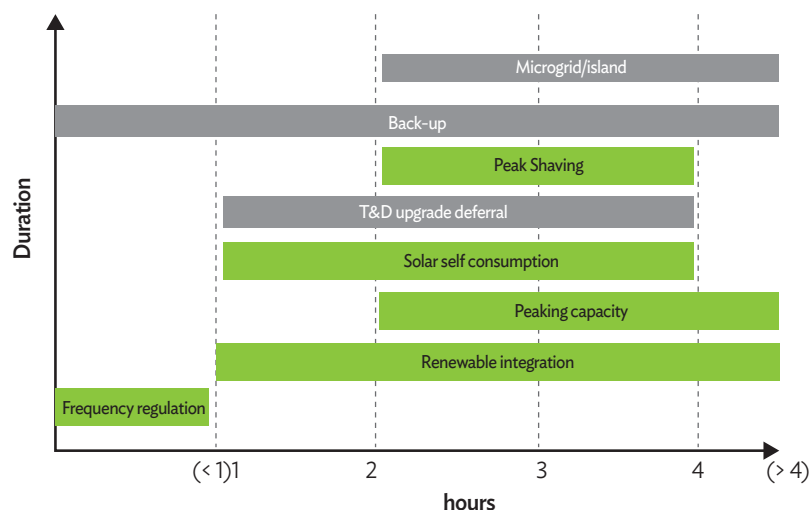 Microgrid/island
Back-up
Peak Shaving
T&D upgrade deferral
Solar self consumption
Peaking capacity
Renewable integration
Frequency regulation
Duration
(< 1) 1 2 3 4 (> 4)
hours